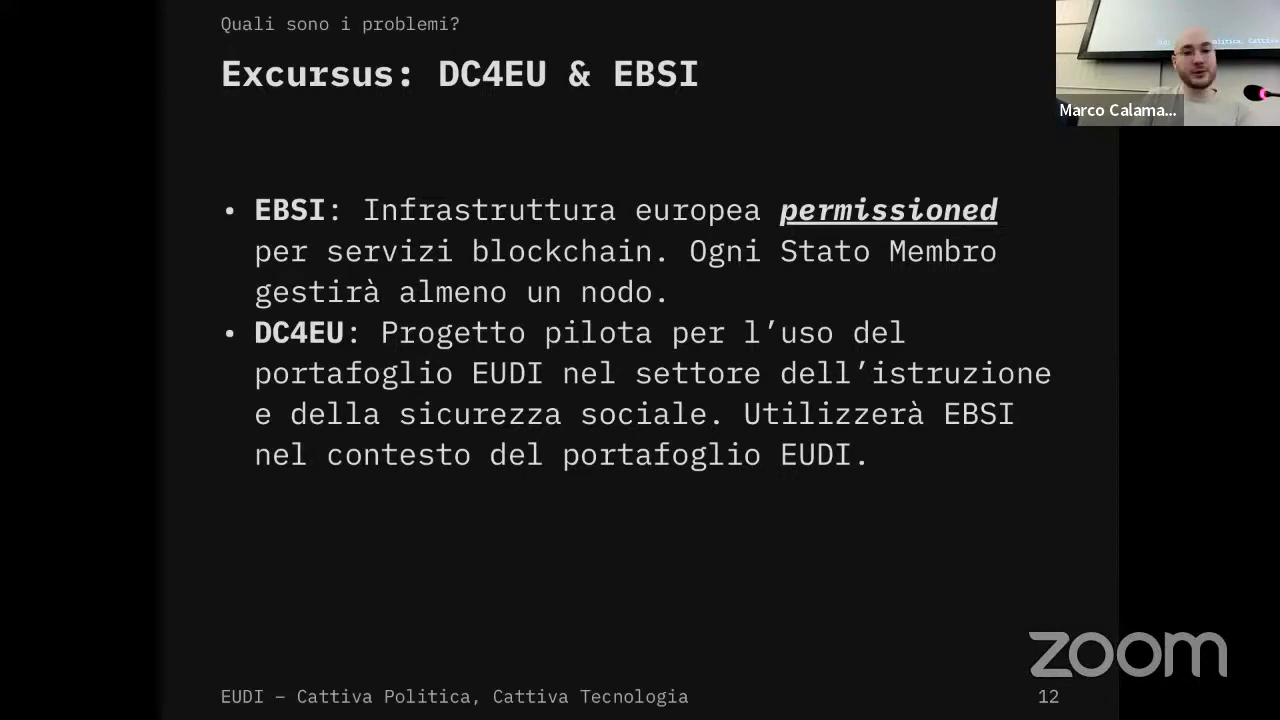 Quali sono i problemi?
Excursus: DC4EU & EBSI
Marco Calama...
• EBSI: Infrastruttura europea permissioned
per servizi blockchain. Ogni Stato Membro
gestirà almeno un nodo.
• DC4EU: Progetto pilota per l’uso del
portafoglio EUDI nel settore dell’istruzione
e della sicurezza sociale. Utilizzerà EBSI
nel contesto del portafoglio EUDI.
zoom
EUDI – Cattiva Politica, Cattiva Tecnologia
12